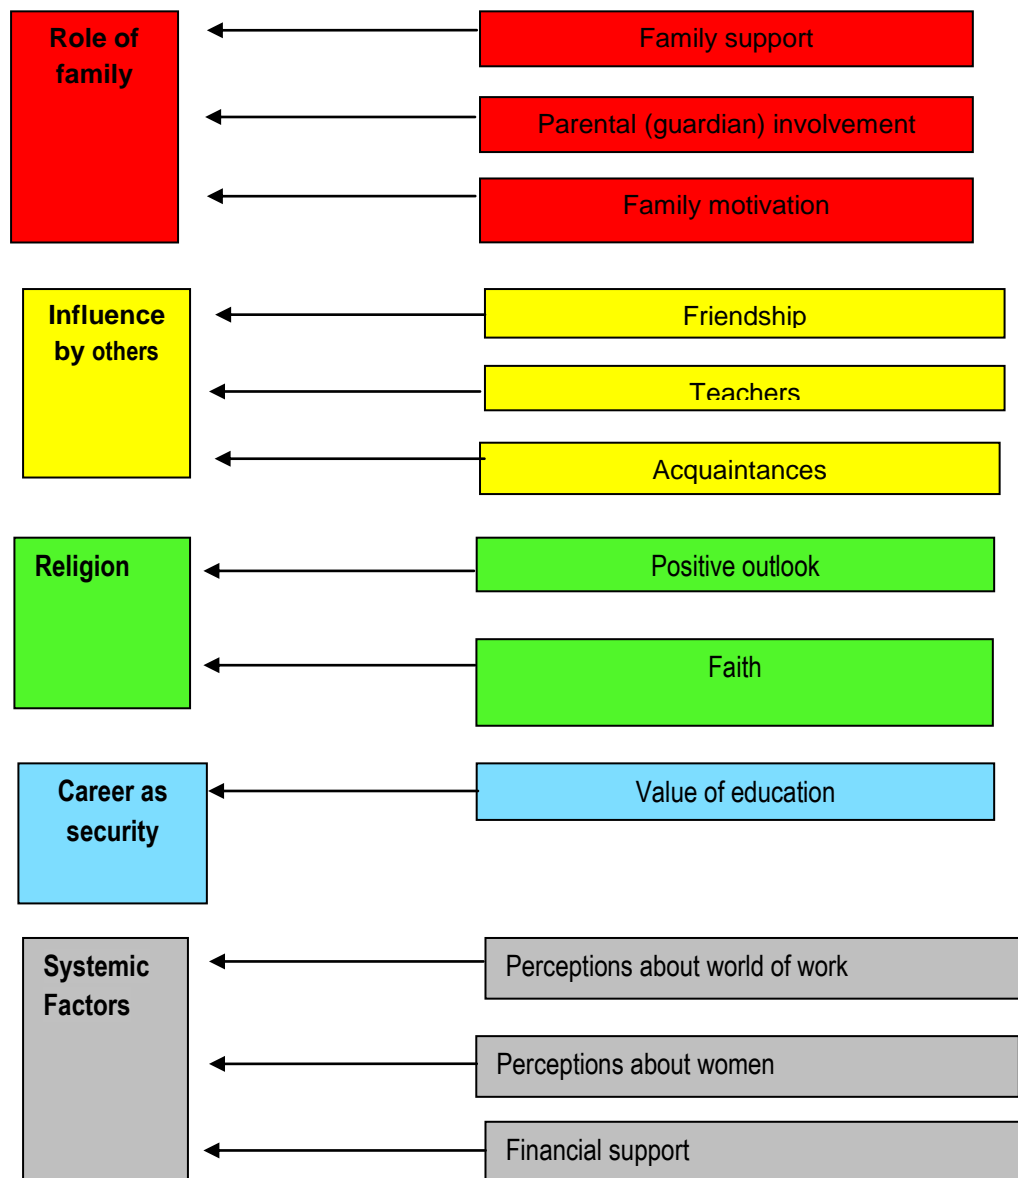 Role of
family
Family support
Parental (guardian) involvement
Family motivation
Influence
by others
Friendship
Teachers
Acquaintances
Religion
Positive outlook
Faith
Career as
security
Value of education
Systemic
Factors
Perceptions about world of work
Perceptions about women
Financial support